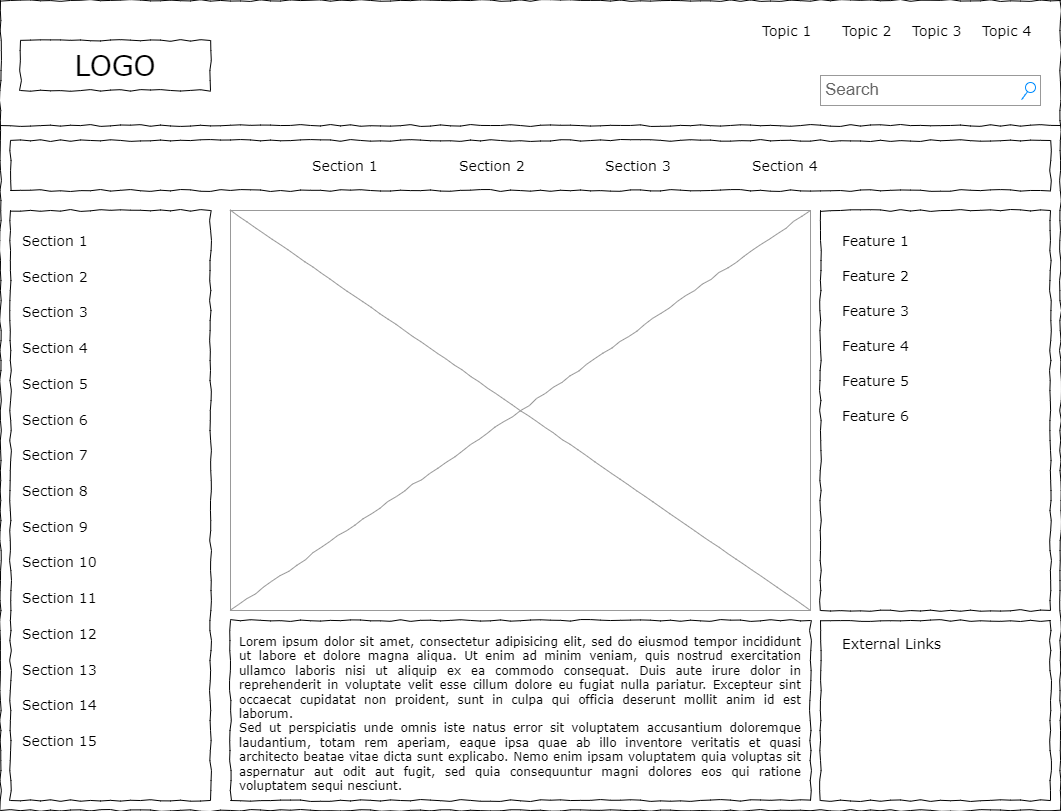 Topic 1 Topic 2 Topic 3 Topic 4
LOGO
Search
Section 1 Section 2 Section 3 Section 4
Section 1
Section 2
Section 3
Section 4
Section 5
Section 6
Section 7
Section 8
Section 9
Section 10
Section 11
Section 12
Section 13
Section 14
Section 15
Lorem ipsum dolor sit amet, consectetur adipisicing elit, sed do eiusmod tempor incididunt
ut labore et dolore magna aliqua. Ut enim ad minim veniam, quis nostrud exercitation
ullamco laboris nisi ut aliquip ex ea commodo consequat. Duis aute irure dolor in
reprehenderit in voluptate velit esse cillum dolore eu fugiat nulla pariatur. Excepteur sint
occaecat cupidatat non proident, sunt in culpa qui officia deserunt mollit anim id est
laborum.
Sed ut perspiciatis unde omnis iste natus error sit voluptatem accusantium doloremque
laudantium, totam rem aperiam, eaque ipsa quae ab illo inventore veritatis et quasi
architecto beatae vitae dicta sunt explicabo. Nemo enim ipsam voluptatem quia voluptas sit
aspernatur aut odit aut fugit, sed quia consequuntur magni dolores eos qui ratione
voluptatem sequi nesciunt.
Feature 1
Feature 2
Feature 3
Feature 4
Feature 5
Feature 6
External Links